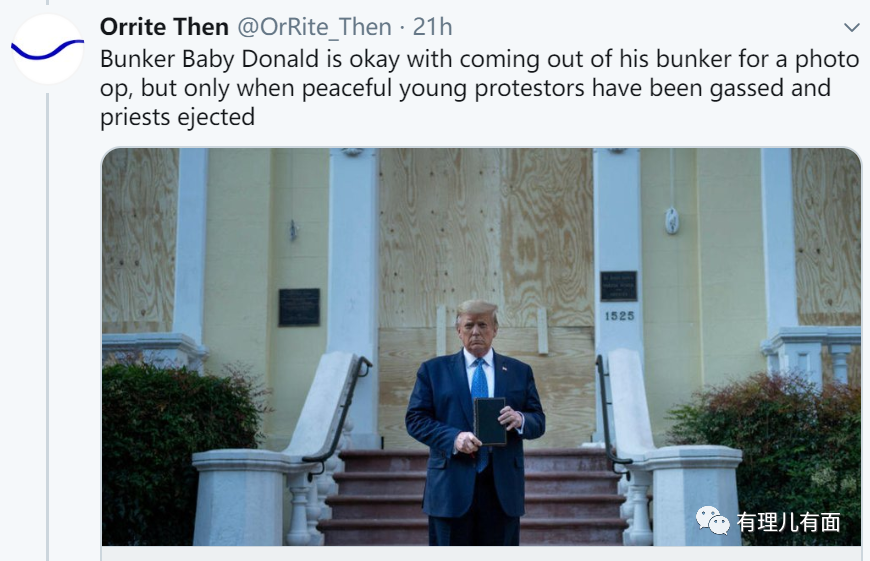 Orrite Then @OrRite_Then · 21h
Bunker Baby Donald is okay with coming out of his bunker for a photo
op, but only when peaceful young protestors have been gassed and
priests ejected
1525
有理儿有面